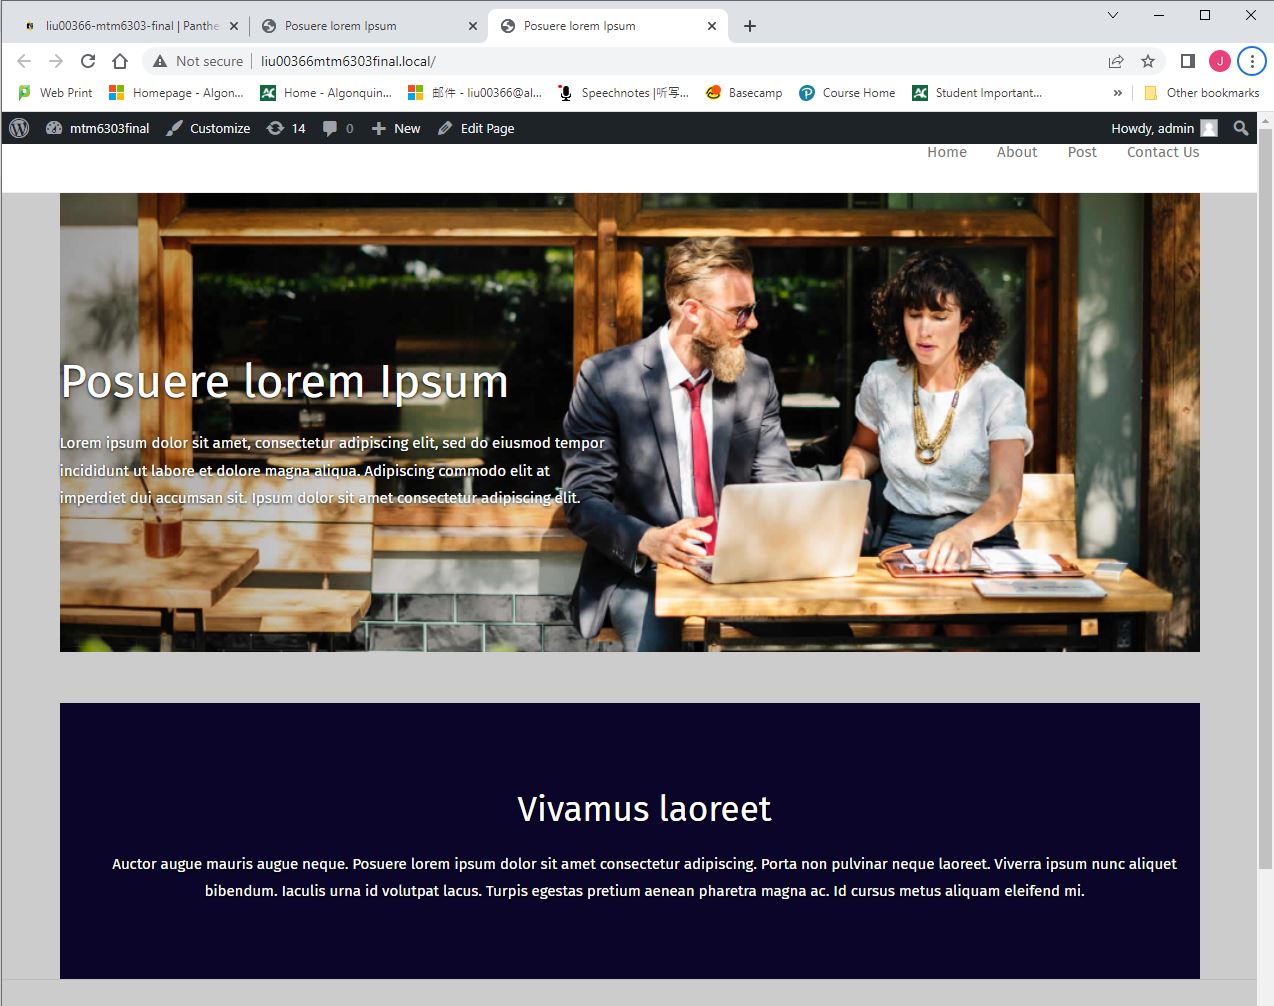 liu00366-mtm6303-final | Panthe
Posuere lorem Ipsum
Posuere lorem Ipsum
Not secure
liu00366mtm6303final.local/
J
Web Print
Homepage - Algon...
Home - Algonquin...
邮件 - liu00366@al...
Speechnotes |听写...
Basecamp
Course Home
Student Important...
»
Other bookmarks
mtm6303final
Customize
14
0
New
Edit Page
Howdy, admin
Home
About
Post
Contact Us
Posuere lorem Ipsum
Lorem ipsum dolor sit amet, consectetur adipiscing elit, sed do eiusmod tempor
incididunt ut labore et dolore magna aliqua. Adipiscing commodo elit at
imperdiet dui accumsan sit. Ipsum dolor sit amet consectetur adipiscing elit.
Vivamus laoreet
Auctor augue mauris augue neque. Posuere lorem ipsum dolor sit amet consectetur adipiscing. Porta non pulvinar neque laoreet. Viverra ipsum nunc aliquet
bibendum. Iaculis urna id volutpat lacus. Turpis egestas pretium aenean pharetra magna ac. Id cursus metus aliquam eleifend mi.